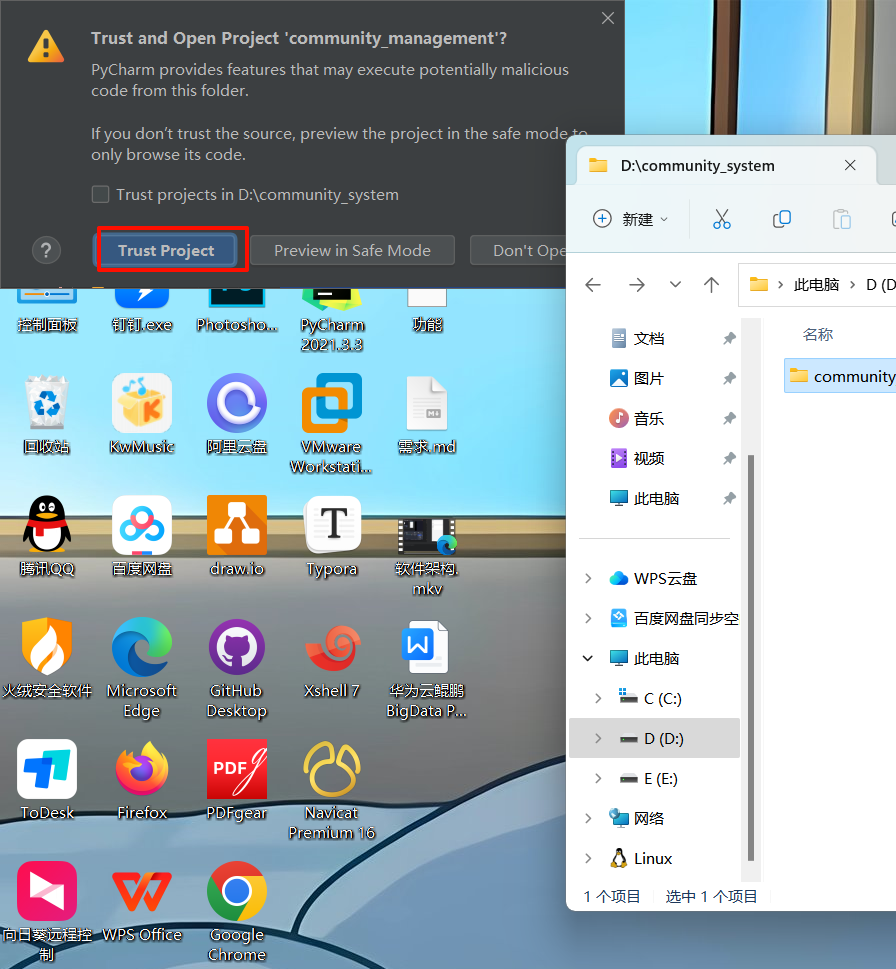 Trust and Open Project 'community_management'?
PyCharm provides features that may execute potentially malicious
code from this folder.
If you don't trust the source, preview the project in the safe mode to
only browse its code.
Trust projects in D:\community_system
?
Trust Project
Preview in Safe Mode
Don't Ope
控制面板
钉钉.exe
Photosho...
PyCharm
2021.3.3
功能
回收站
KwMusic
阿里云盘
VMware
Workstati...
需求.md
腾讯QQ
百度网盘
draw.io
T
Typora
软件架构.
mkv
火绒安全软件
Microsoft
Edge
GitHub
Desktop
Xshell 7
华为云鲲鹏
BigData P...
ToDesk
Firefox
PDF
PDFgear
Navicat
Premium 16
向日葵远程控
制
WPS Office
Google
Chrome
D:\community_system
新建
此电脑
D (D
文档
图片
音乐
视频
此电脑
WPS云盘
百度网盘同步空
此电脑
C (C:)
D (D:)
E (E:)
网络
Linux
名称
community
1 个项目
选中 1 个项目